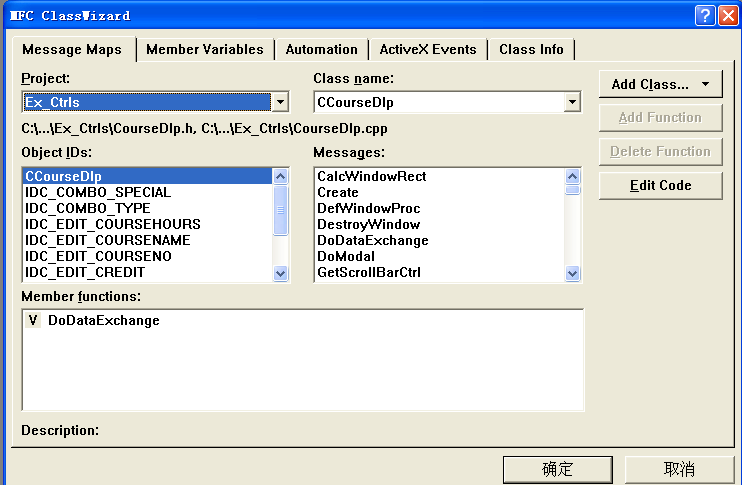 MFC ClassWizard
Message Maps Member Variables Automation ActiveX Events Class Info
Project: Class name:
Ex_Ctrls CCourseDlp Add Class...
C:\...\Ex_Ctrls\CourseDlp.h, C:\...\Ex_Ctrls\CourseDlp.cpp Add Function
Object IDs: Messages: Delete Function
CCourseDlp CalcWindowRect
IDC_COMBO_SPECIAL Create Edit Code
IDC_COMBO_TYPE DefWindowProc
IDC_EDIT_COURSEHOURS DestroyWindow
IDC_EDIT_COURSENAME DoDataExchange
IDC_EDIT_COURSENO DoModal
IDC_EDIT_CREDIT GetScrollBarCtrl
Member functions:
V DoDataExchange
Description:
确定 取消